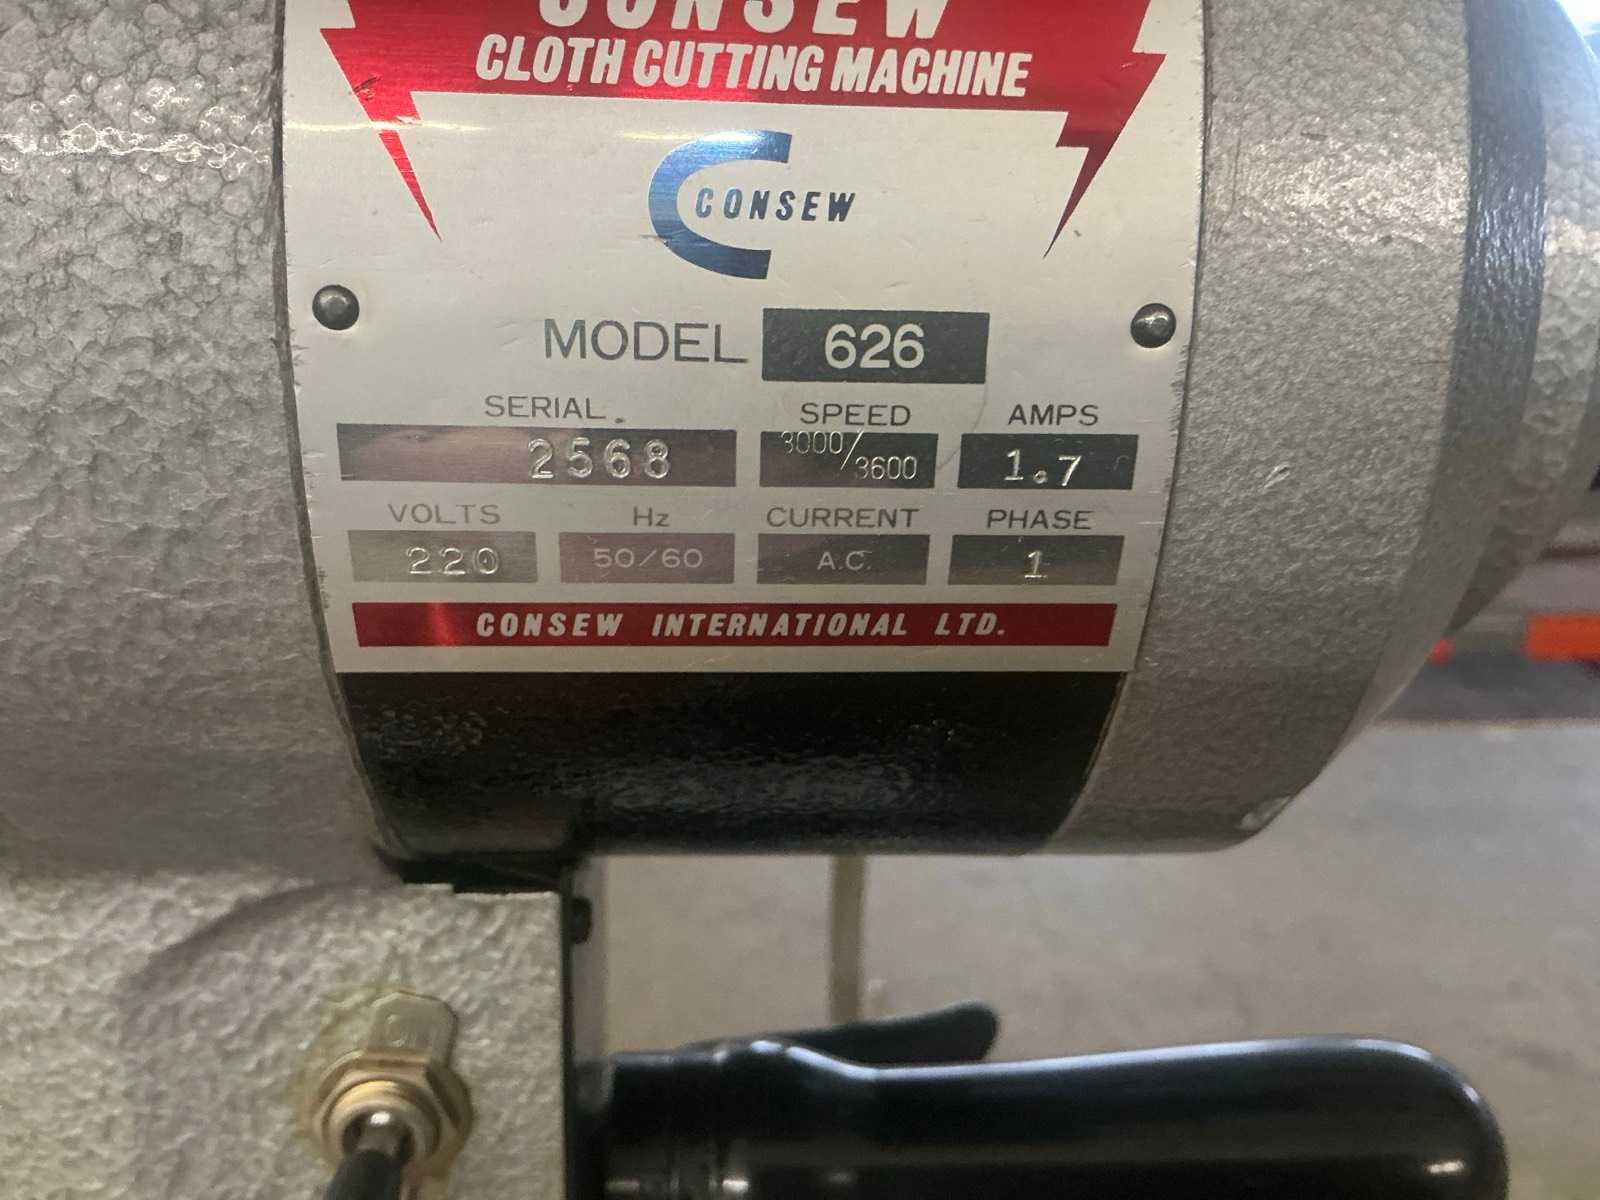 CONSEW
CLOTH CUTTING MACHINE
CONSEW
MODEL 626
SERIAL SPEED AMPS
2568 3000/3600 1.7
VOLTS Hz CURRENT PHASE
220 50/60 A.C. 1
CONSEW INTERNATIONAL LTD.